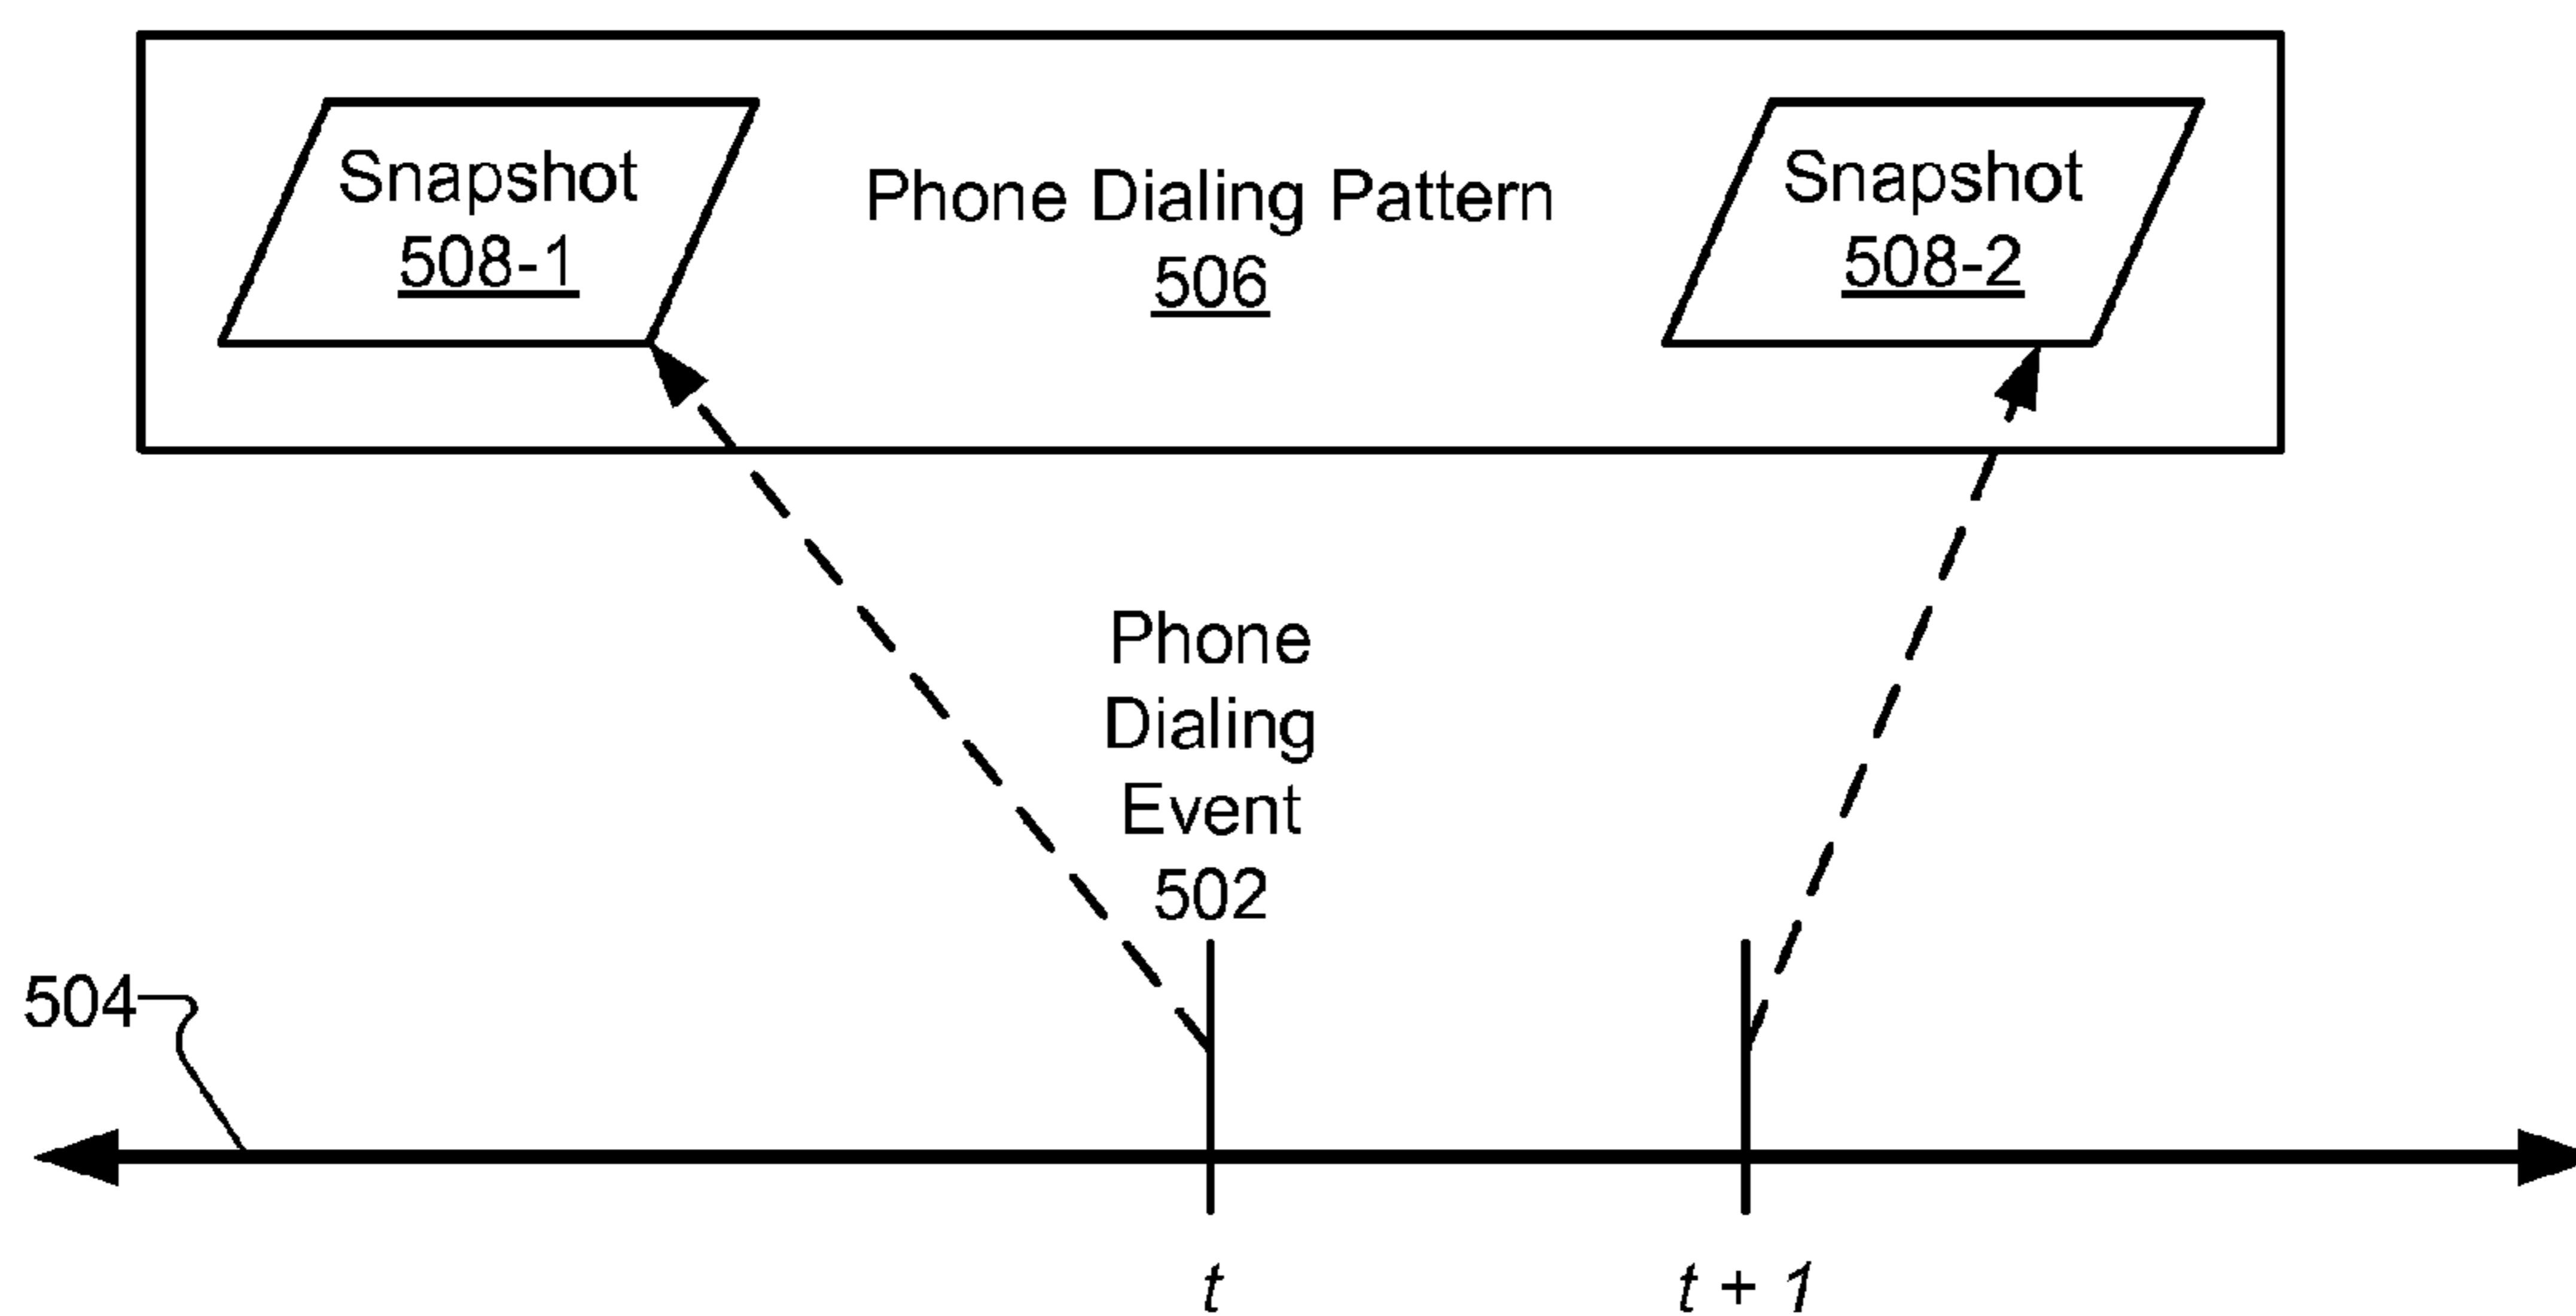 Snapshot
508-1
Phone Dialing Pattern
506
Snapshot
508-2
Phone
Dialing
Event
502
504
t
t + 1